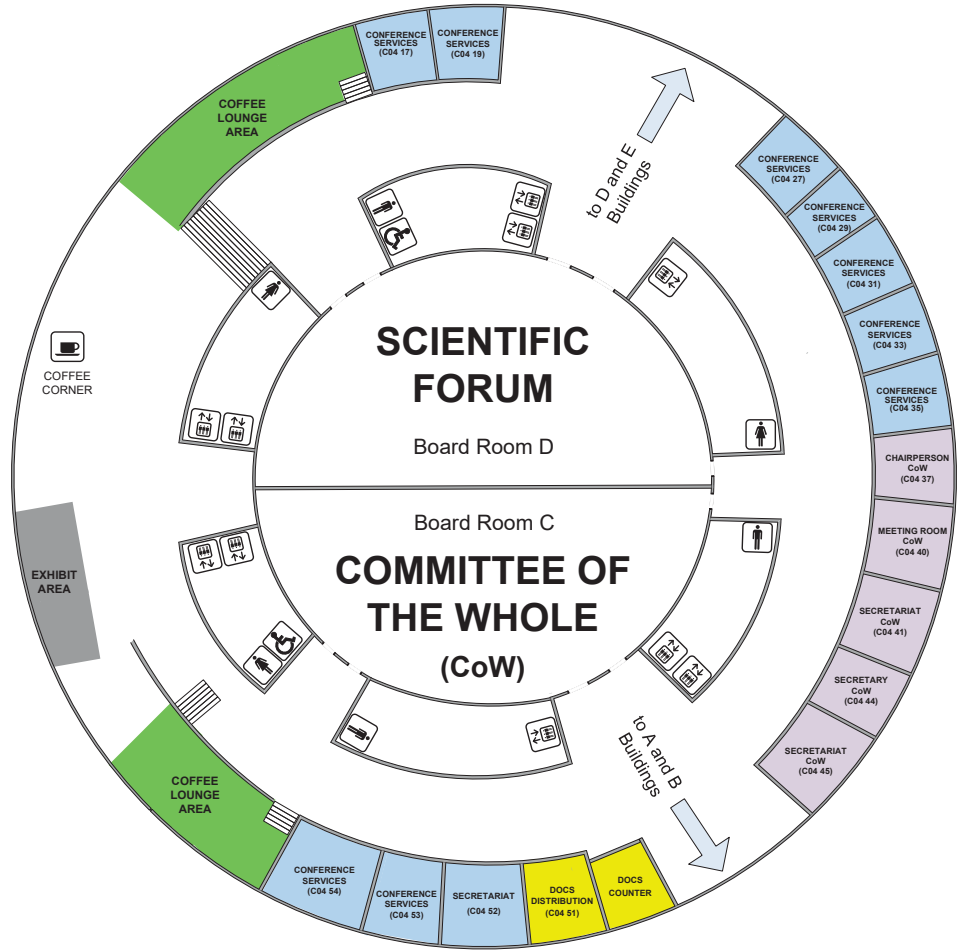 CONFERENCE
SERVICES
(C04 17)
CONFERENCE
SERVICES
(C04 19)
COFFEE
LOUNGE
AREA
to D and E
Buildings
CONFERENCE
SERVICES
(C04 27)
CONFERENCE
SERVICES
(C04 29)
CONFERENCE
SERVICES
(C04 31)
CONFERENCE
SERVICES
(C04 33)
CONFERENCE
SERVICES
(C04 35)
COFFEE
CORNER
SCIENTIFIC
FORUM
Board Room D
Board Room C
COMMITTEE OF
THE WHOLE
(CoW)
CHAIRPERSON
CoW
(C04 37)
MEETING ROOM
CoW
(C04 40)
SECRETARIAT
CoW
(C04 41)
SECRETARY
CoW
(C04 44)
SECRETARIAT
CoW
(C04 45)
EXHIBIT
AREA
to A and B
Buildings
COFFEE
LOUNGE
AREA
CONFERENCE
SERVICES
(C04 54)
CONFERENCE
SERVICES
(C04 53)
SECRETARIAT
(C04 52)
DOCS
DISTRIBUTION
(C04 51)
DOCS
COUNTER